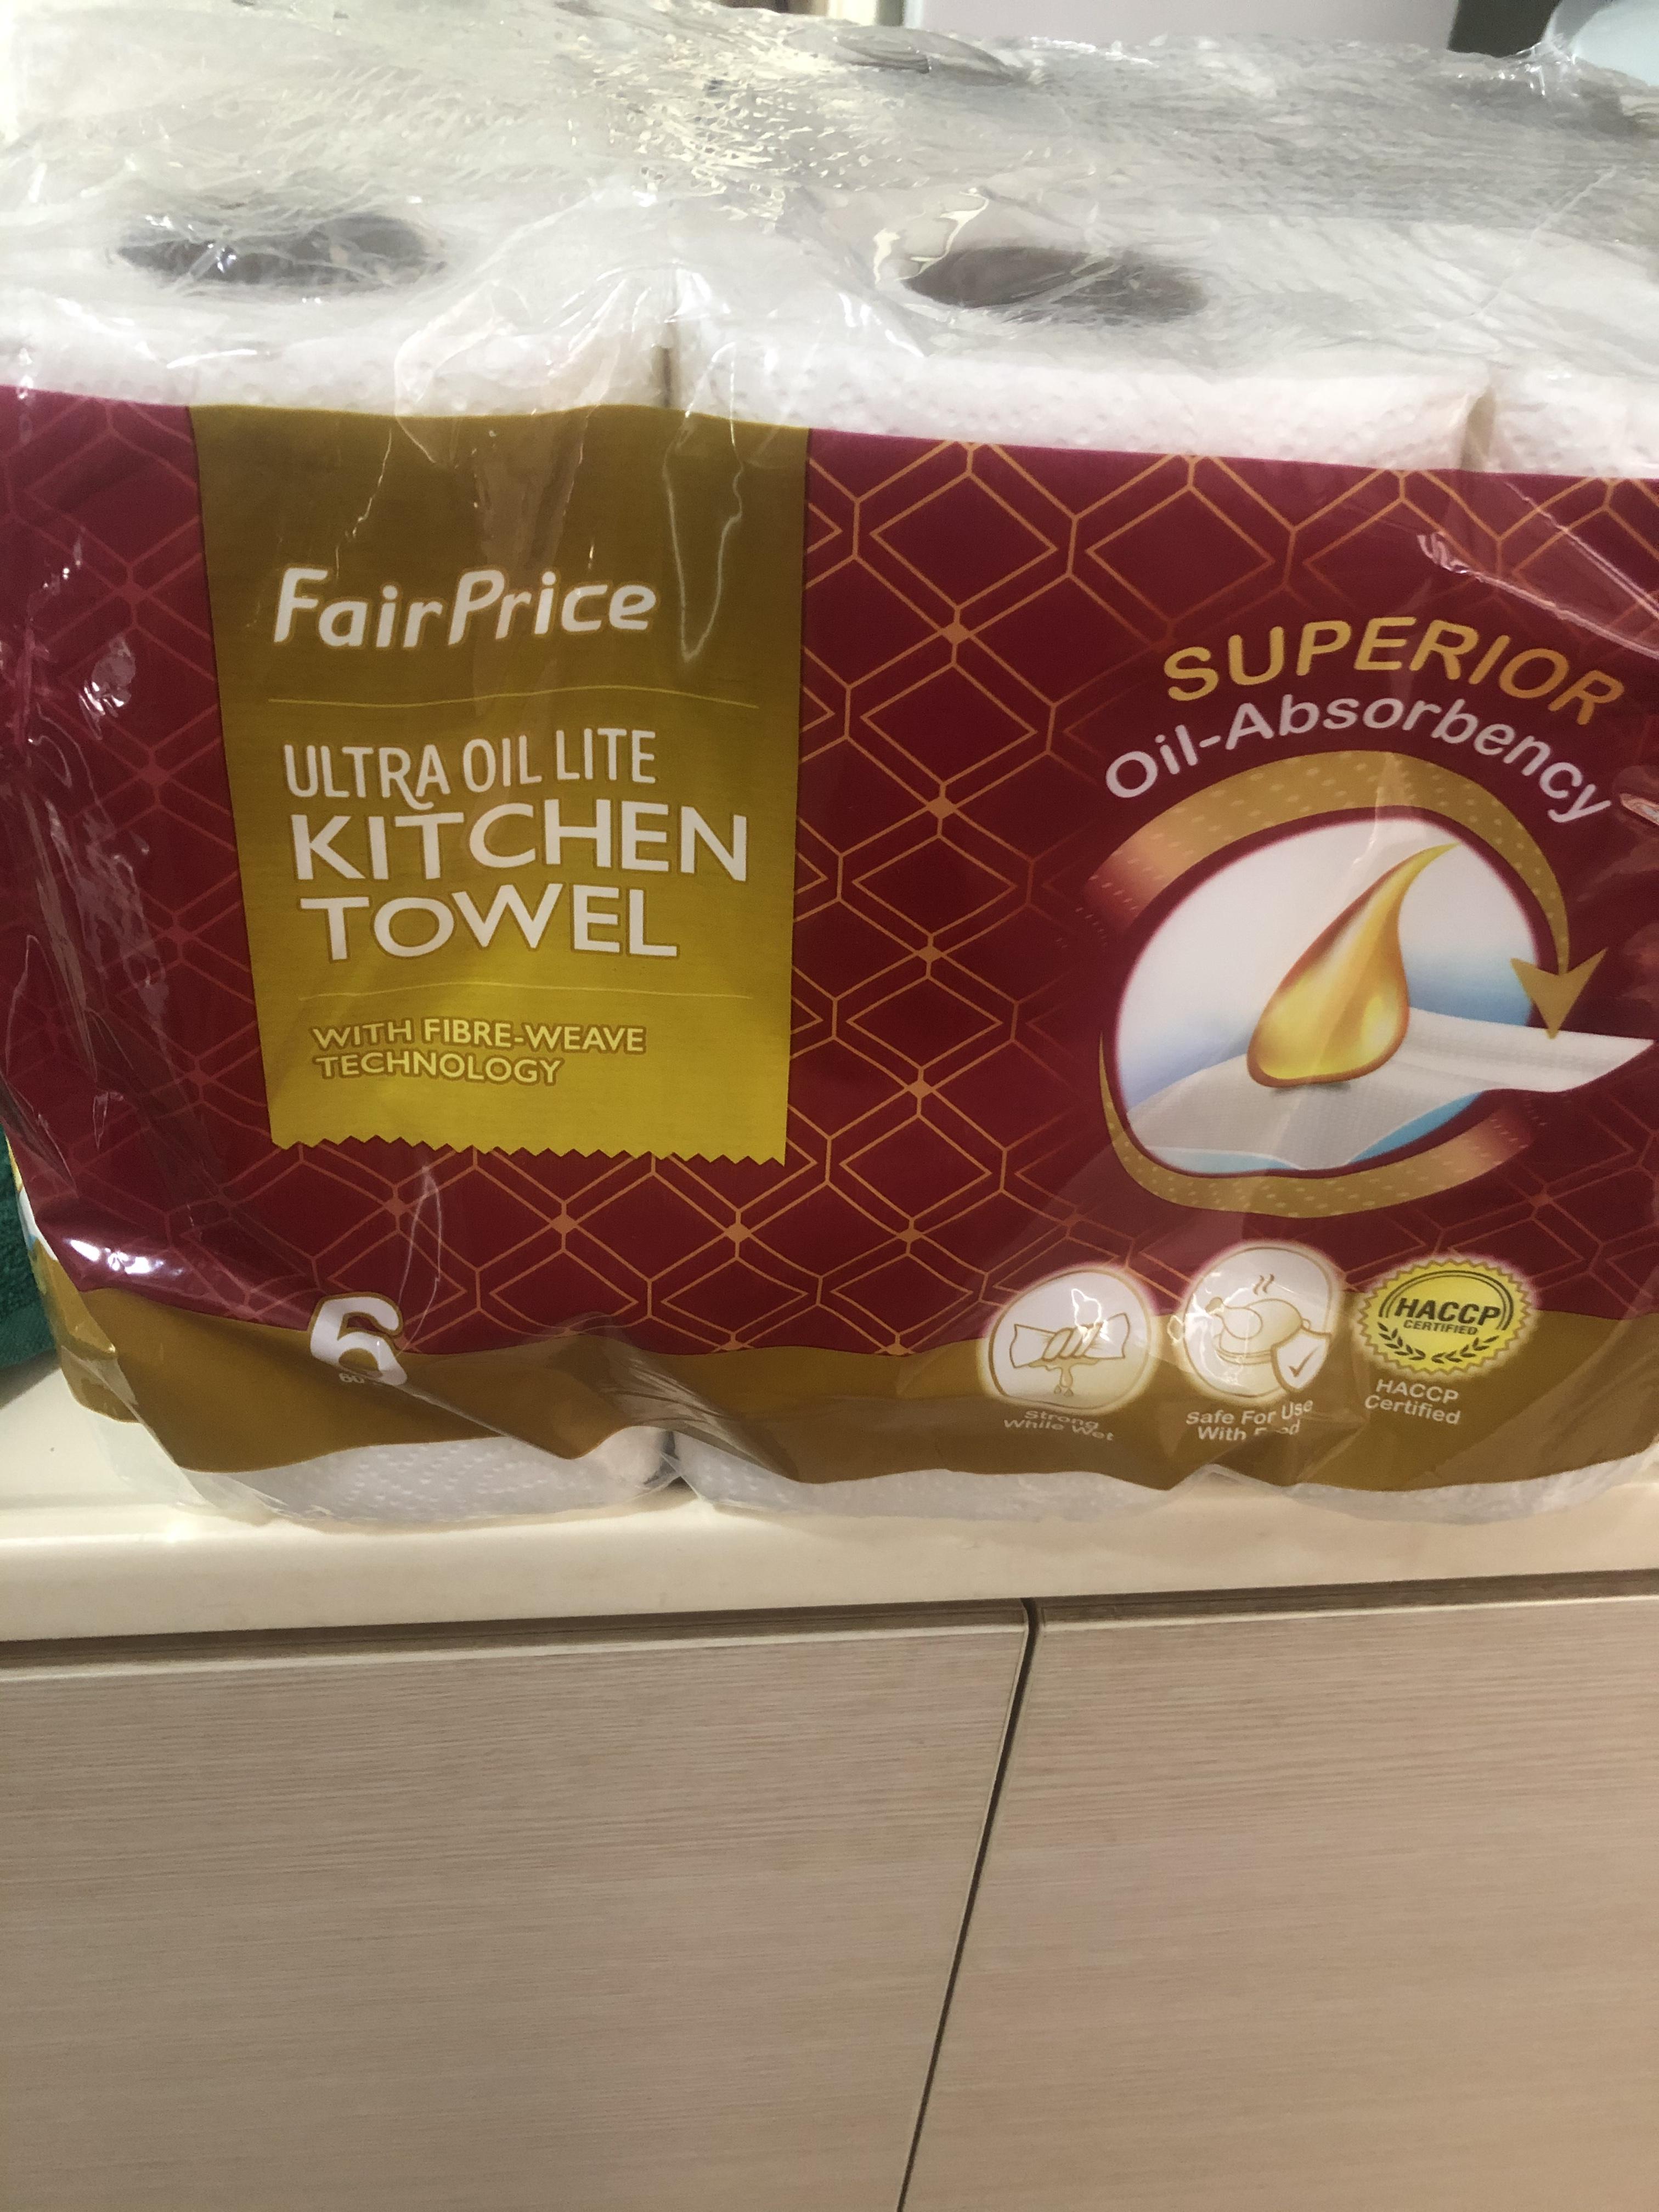 FairPrice
ULTRA OIL LITE
KITCHEN
TOWEL
WITH FIBRE-WEAVE
TECHNOLOGY
SUPERIOR
Oil-Absorbency
6
60
Strong
While Wet
Safe For Use
With
HACCP
CERTIFIED
HACCP
Certified